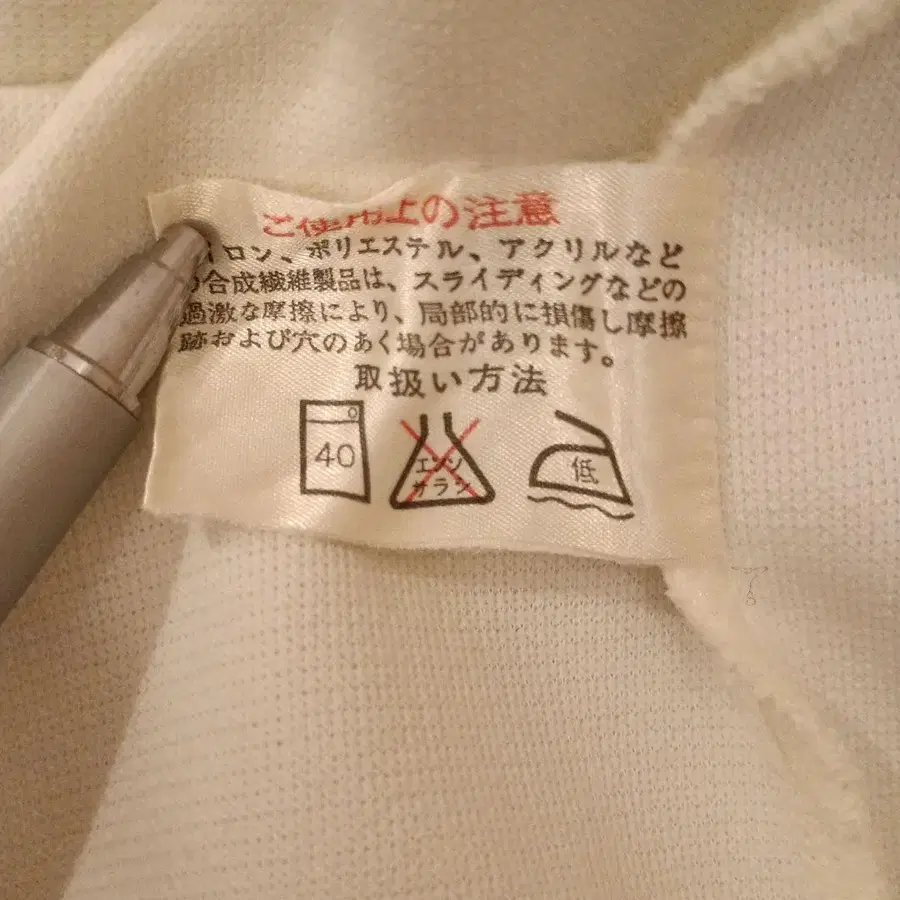 ご使用上の注意
イロン、ポリエステル、アクリルなど
の合成繊維製品は、スライディングなどの
過激な摩擦により、局部的に損傷し摩擦
跡および穴のあく場合があります。
取扱い方法
40
エンソ
サラシ
低